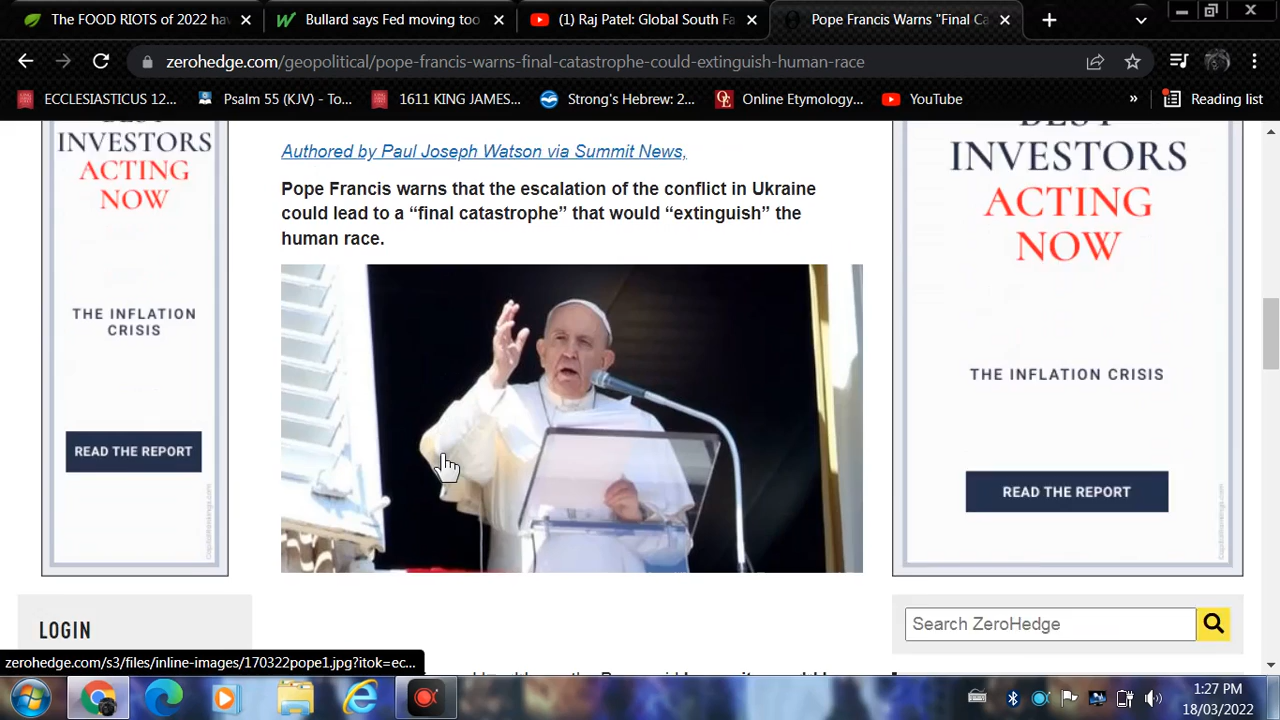 The FOOD RIOTS of 2022 hav
Bullard says Fed moving too
(1) Raj Patel: Global South Fa
Pope Francis Warns "Final Ca
zerohedge.com/geopolitical/pope-francis-warns-final-catastrophe-could-extinguish-human-race
ECCLESIASTICUS 12...
Psalm 55 (KJV) - To...
1611 KING JAMES...
Strong's Hebrew: 2...
Online Etymology...
YouTube
»
Reading list
INVESTORS
ACTING
NOW
THE INFLATION
CRISIS
READ THE REPORT
LOGIN
Authored by Paul Joseph Watson via Summit News,
Pope Francis warns that the escalation of the conflict in Ukraine
could lead to a “final catastrophe” that would “extinguish” the
human race.
BEST
INVESTORS
ACTING
NOW
THE INFLATION CRISIS
READ THE REPORT
Search ZeroHedge
zerohedge.com/s3/files/inline-images/170322pope1.jpg?itok=ec...
1:27 PM
18/03/2022